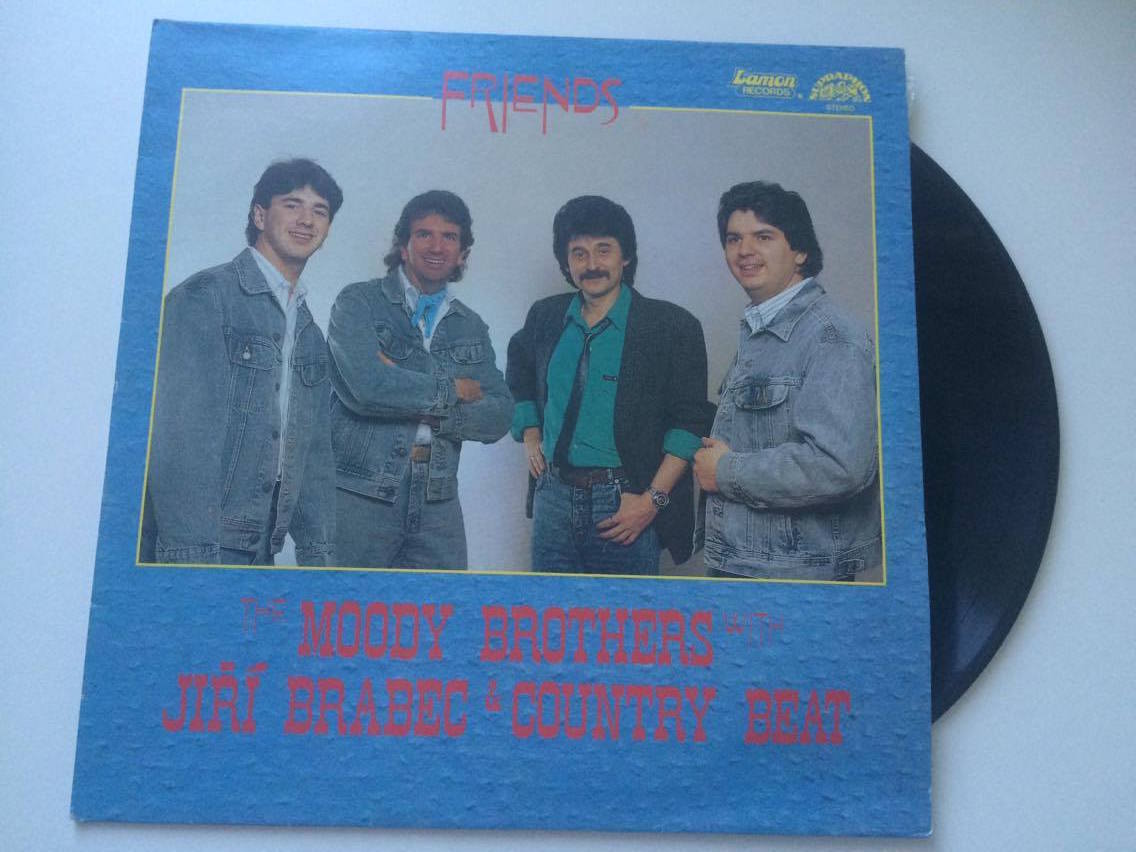 FRIENDS
Lamon
RECORDS
SUPRAPHON
STEREO
THE MOODY BROTHERS WITH
JIŘÍ BRABEC & COUNTRY BEAT